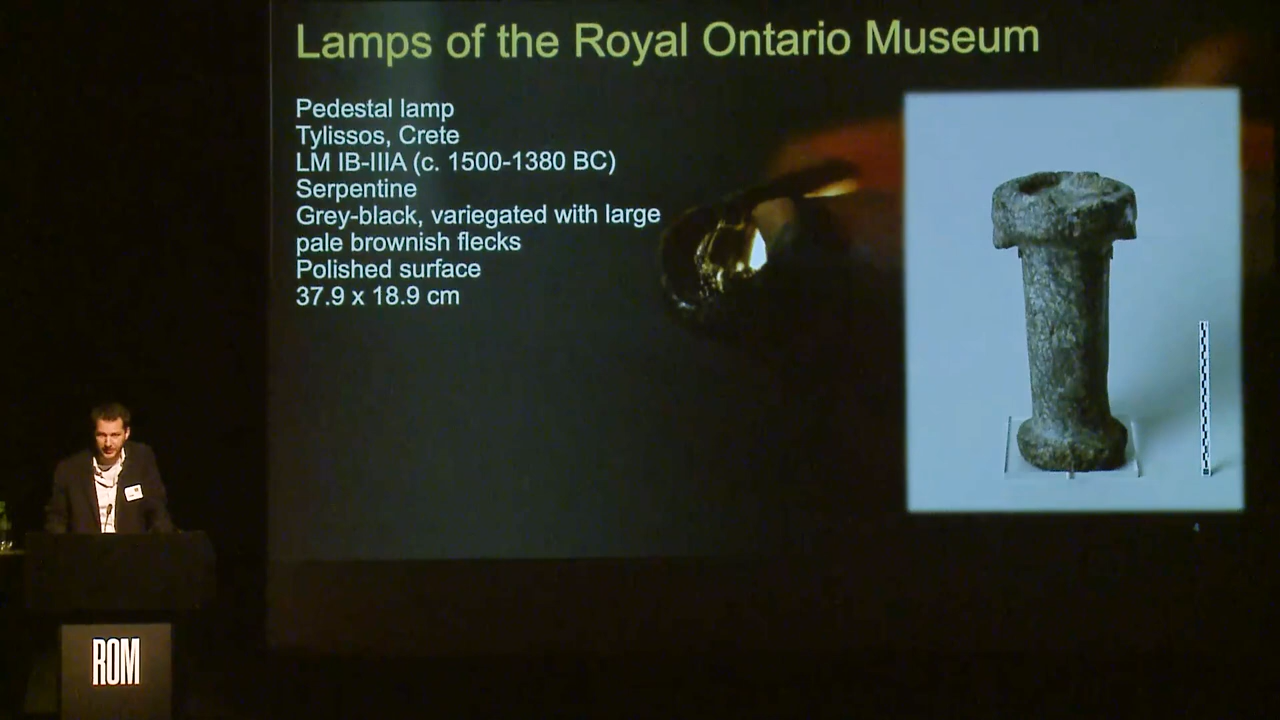 Lamps of the Royal Ontario Museum
Pedestal lamp
Tylissos, Crete
LM IB-IIIA (c. 1500-1380 BC)
Serpentine
Grey-black, variegated with large
pale brownish flecks
Polished surface
37.9 x 18.9 cm
4
ROM